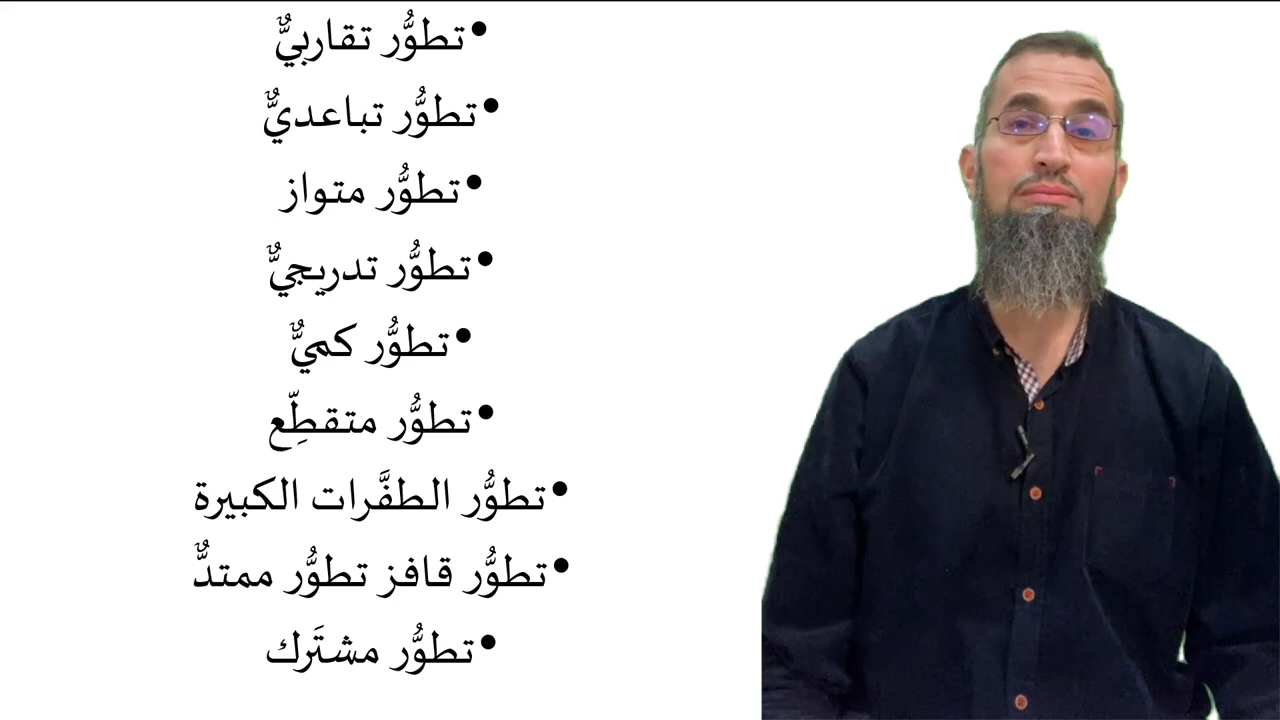 •تطوُّر تقاربيٌّ
•تطوُّر تباعديٌّ
•تطوُّر متواز
•تطوُّر تدريجيٌّ
•تطوُّر كميٌّ
•تطوُّر متقطِّع
•تطوُّر الطفَّرات الكبيرة
•تطوُّر قافز تطوُّر ممتدٌّ
•تطوُّر مشتَرك